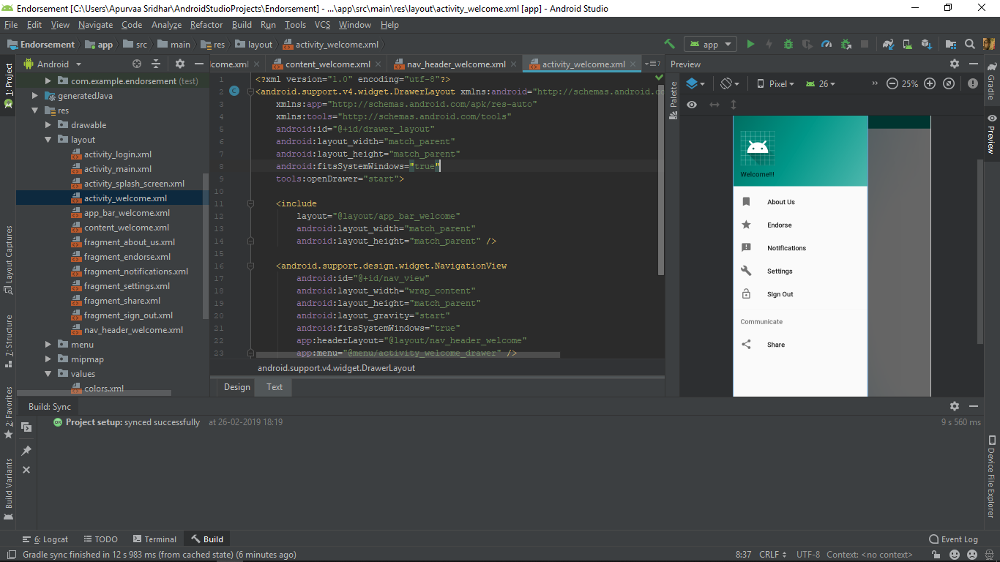 Endorsement [C:\Users\Apurvaa Sridhar\AndroidStudioProjects\Endorsement] - ...\app\src\main\res\layout\activity_welcome.xml [app] - Android Studio
File Edit View Navigate Code Analyze Refactor Build Run Tools VCS Window Help
Endorsement app src main res layout activity_welcome.xml
app
Android
lcome.xml content_welcome.xml nav_header_welcome.xml activity_welcome.xml
7
Preview
1: Project
Layout Captures
7: Structure
2: Favorites
Build Variants
com.example.endorsement (test)
generatedJava
res
drawable
layout
activity_login.xml
activity_main.xml
activity_splash_screen.xml
activity_welcome.xml
app_bar_welcome.xml
content_welcome.xml
fragment_about_us.xml
fragment_endorse.xml
fragment_notifications.xml
fragment_settings.xml
fragment_share.xml
fragment_sign_out.xml
nav_header_welcome.xml
menu
mipmap
values
colors.xml
1 <?xml version="1.0" encoding="utf-8"?>
2 <android.support.v4.widget.DrawerLayout xmlns:android="http://schemas.android.co
3 xmlns:app="http://schemas.android.com/apk/res-auto"
4 xmlns:tools="http://schemas.android.com/tools"
5 android:id="@+id/drawer_layout"
6 android:layout_width="match_parent"
7 android:layout_height="match_parent"
8 android:fitsSystemWindows="true"
9 tools:openDrawer="start">
10
11 <include
12 layout="@layout/app_bar_welcome"
13 android:layout_width="match_parent"
14 android:layout_height="match_parent" />
15
16 <android.support.design.widget.NavigationView
17 android:id="@+id/nav_view"
18 android:layout_width="wrap_content"
19 android:layout_height="match_parent"
20 android:layout_gravity="start"
21 android:fitsSystemWindows="true"
22 app:headerLayout="@layout/nav_header_welcome"
23 app:menu="@menu/activity_welcome_drawer" />
android.support.v4.widget.DrawerLayout
Design Text
Palette
Pixel 26 25%
Welcome!!!
About Us
Endorse
Notifications
Settings
Sign Out
Communicate
Share
Gradle
Preview
Device File Explorer
Build: Sync
OK Project setup: synced successfully at 26-02-2019 18:19
9 s 560 ms
6: Logcat TODO Terminal Build Event Log
Gradle sync finished in 12 s 983 ms (from cached state) (6 minutes ago)
8:37 CRLF UTF-8 Context: <no context>